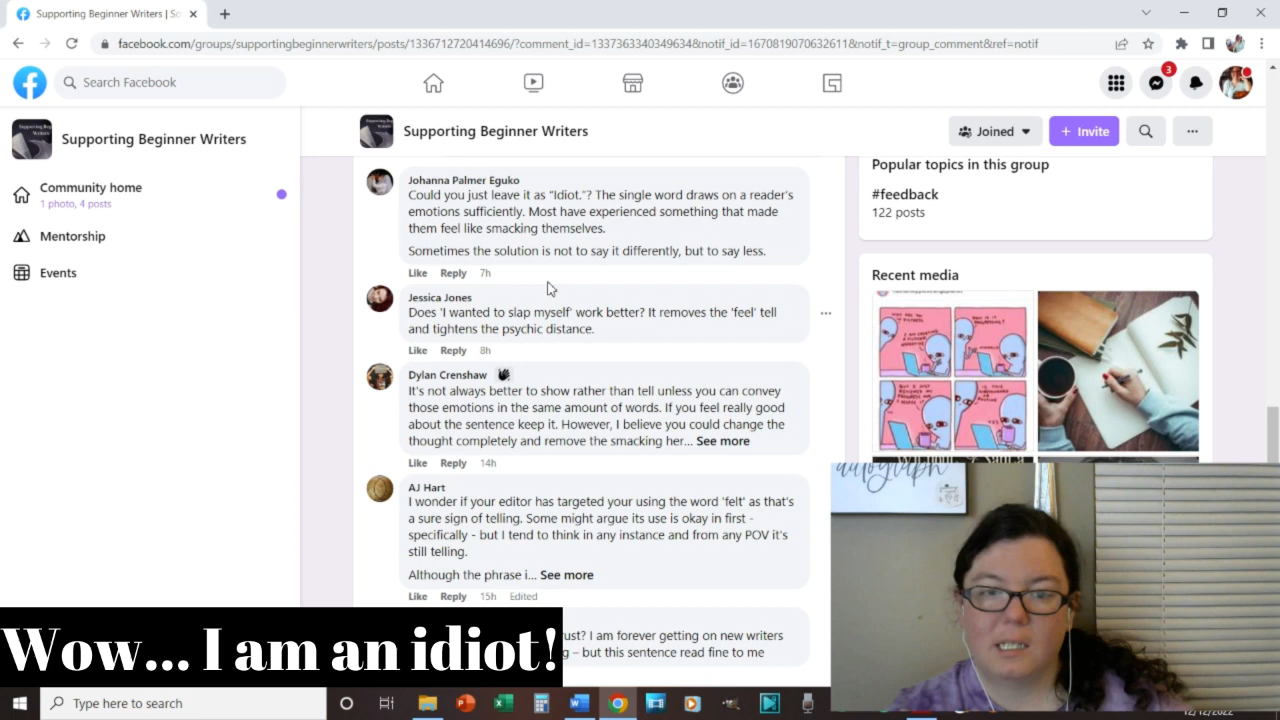 Supporting Beginner Writers | So
facebook.com/groups/supportingbeginnerwriters/posts/1336712720414696/?comment_id=1337363340349634&notif_id=1670819070632611&notif_t=group_comment&ref=notif
Search Facebook
3
Supporting Beginner Writers
Community home
1 photo, 4 posts
Mentorship
Events
Supporting Beginner Writers
Joined
+ Invite
Johanna Palmer Eguko
Could you just leave it as “Idiot.”? The single word draws on a reader's
emotions sufficiently. Most have experienced something that made
them feel like smacking themselves.
Sometimes the solution is not to say it differently, but to say less.
Like Reply 7h
Jessica Jones
Does 'I wanted to slap myself' work better? It removes the 'feel' tell
and tightens the psychic distance.
Like Reply 8h
Dylan Crenshaw
It's not always better to show rather than tell unless you can convey
those emotions in the same amount of words. If you feel really good
about the sentence keep it. However, I believe you could change the
thought completely and remove the smacking her... See more
Like Reply 14h
AJ Hart
I wonder if your editor has targeted your using the word 'felt' as that's
a sure sign of telling. Some might argue its use is okay in first -
specifically - but I tend to think in any instance and from any POV it's
still telling.
Although the phrase i... See more
Like Reply 15h Edited
rust? I am forever getting on new writers
g – but this sentence read fine to me
Popular topics in this group
#feedback
122 posts
Recent media
autograph
Wow... I am an idiot!
Type here to search
12/12/2022